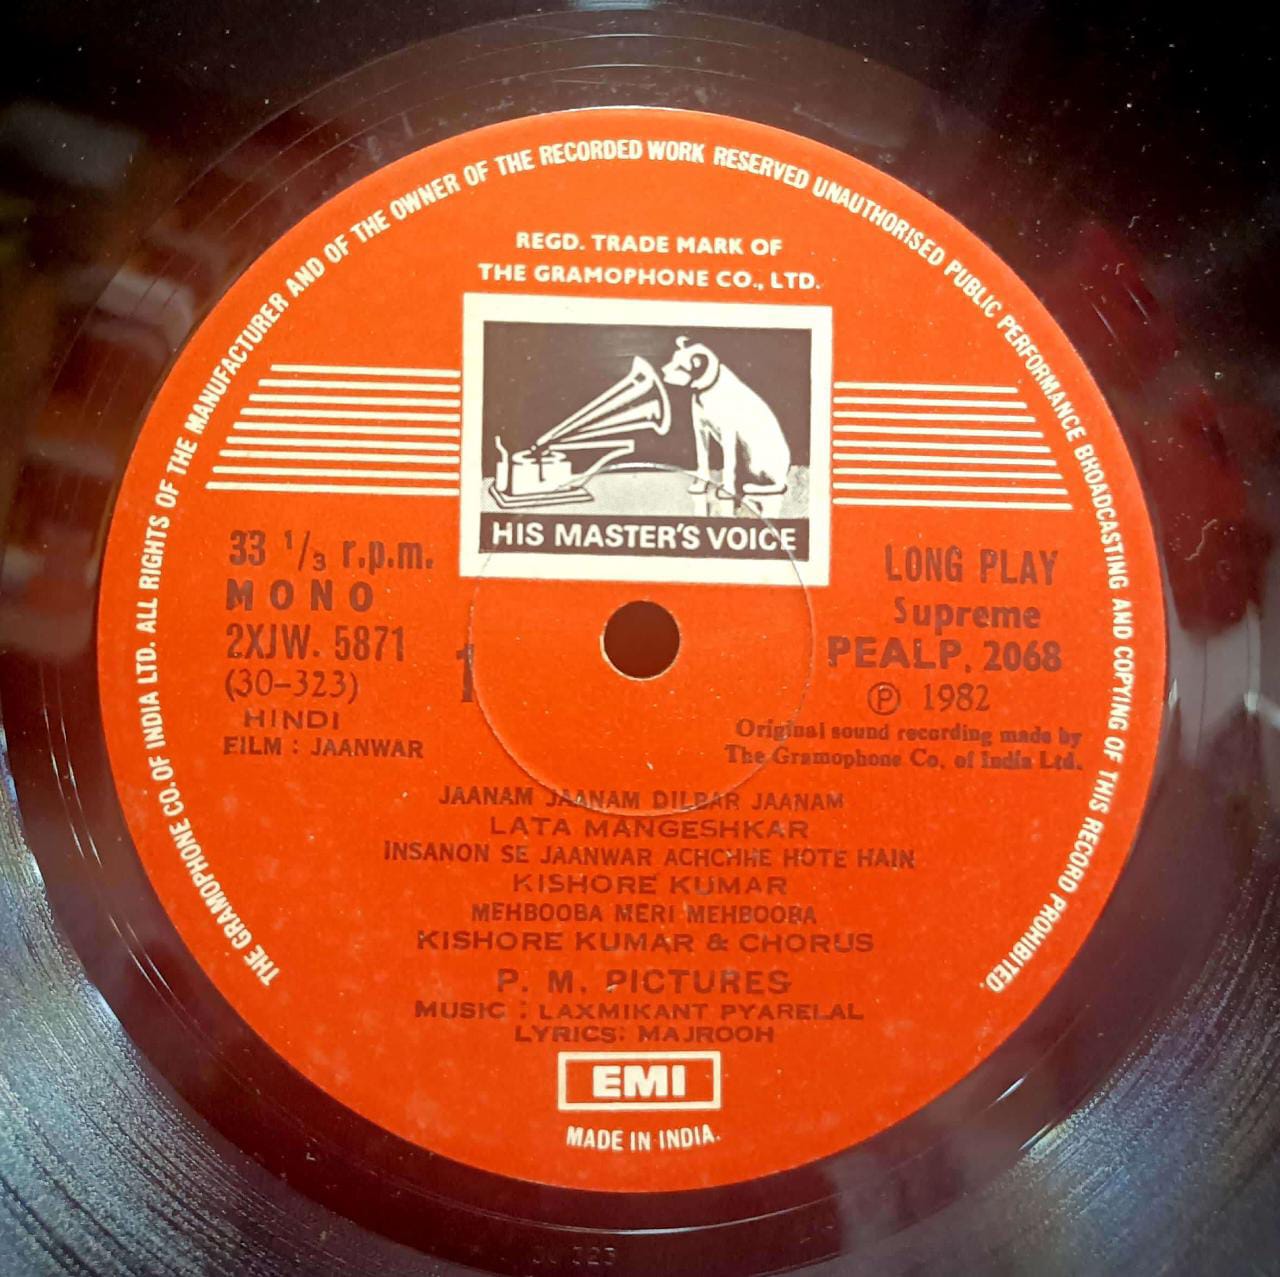 THE GRAMOPHONE CO. OF INDIA LTD. ALL RIGHTS OF THE MANUFACTURER AND OF THE OWNER OF THE RECORDED WORK RESERVED UNAUTHORISED PUBLIC PERFORMANCE BROADCASTING AND COPYING OF THIS RECORD PROHIBITED.
REGD. TRADE MARK OF
THE GRAMOPHONE CO., LTD.
HIS MASTER'S VOICE
33 1/3 r.p.m.
MONO
2XJW. 5871
(30-323)
HINDI
FILM : JAANWAR
1
LONG PLAY
Supreme
PEALP. 2068
Ⓟ 1982
Original sound recording made by
The Gramophone Co. of India Ltd.
JAANAM JAANAM DILBAR JAANAM
LATA MANGESHKAR
INSANON SE JAANWAR ACHCHHE HOTE HAIN
KISHORE KUMAR
MEHBOOBA MERI MEHBOOBA
KISHORE KUMAR & CHORUS
P. M. PICTURES
MUSIC : LAXMIKANT PYARELAL
LYRICS: MAJROOH
EMI
MADE IN INDIA.